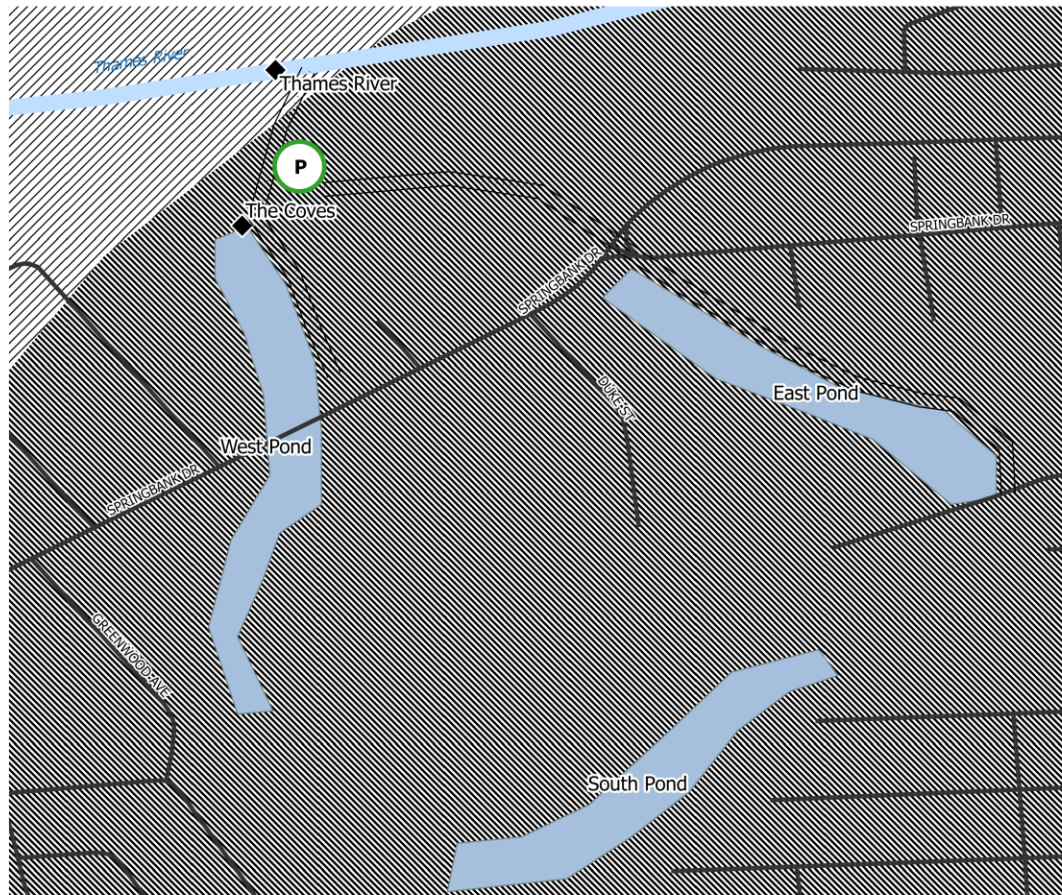 Thames River
Thames River
P
The Coves
SPRINGBANK DR
SPRINGBANK DR
DUKE ST
East Pond
West Pond
SPRINGBANK DR
GREENWOOD AVE
South Pond